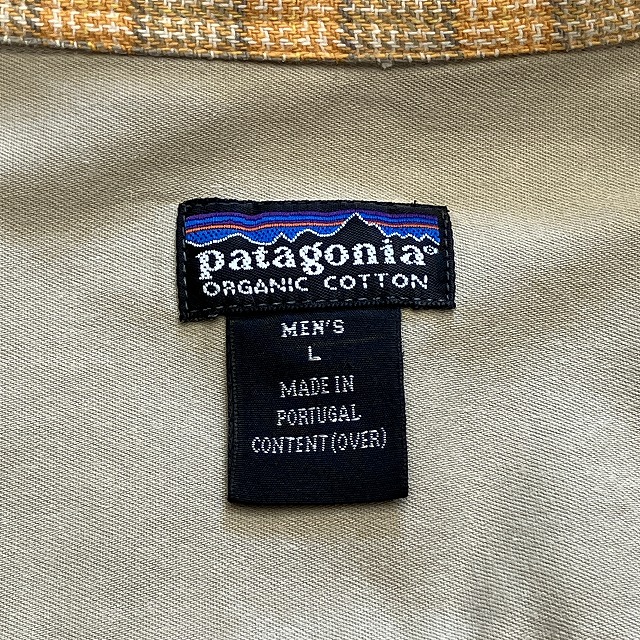 patagonia®
ORGANIC COTTON
MEN'S
L
MADE IN
PORTUGAL
CONTENT (OVER)